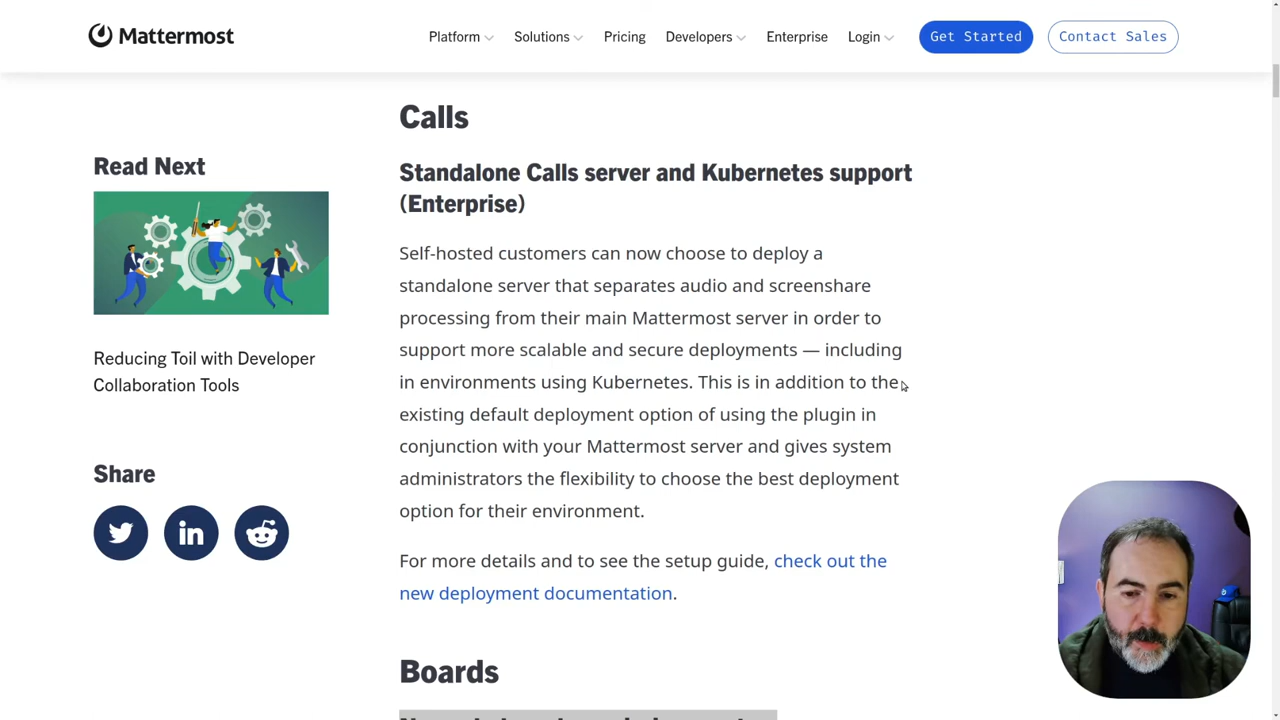 Mattermost
Platform
Solutions
Pricing
Developers
Enterprise
Login
Get Started
Contact Sales
Read Next
Reducing Toil with Developer
Collaboration Tools
Share
Calls
Standalone Calls server and Kubernetes support
(Enterprise)
Self-hosted customers can now choose to deploy a
standalone server that separates audio and screenshare
processing from their main Mattermost server in order to
support more scalable and secure deployments — including
in environments using Kubernetes. This is in addition to the
existing default deployment option of using the plugin in
conjunction with your Mattermost server and gives system
administrators the flexibility to choose the best deployment
option for their environment.
For more details and to see the setup guide, check out the
new deployment documentation.
Boards